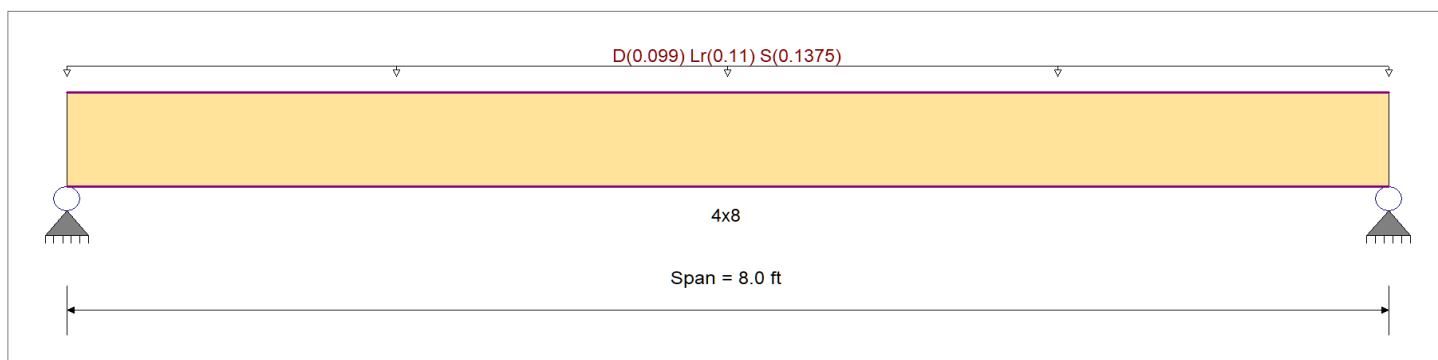 D(0.099) Lr(0.11) S(0.1375)
4x8
Span = 8.0 ft